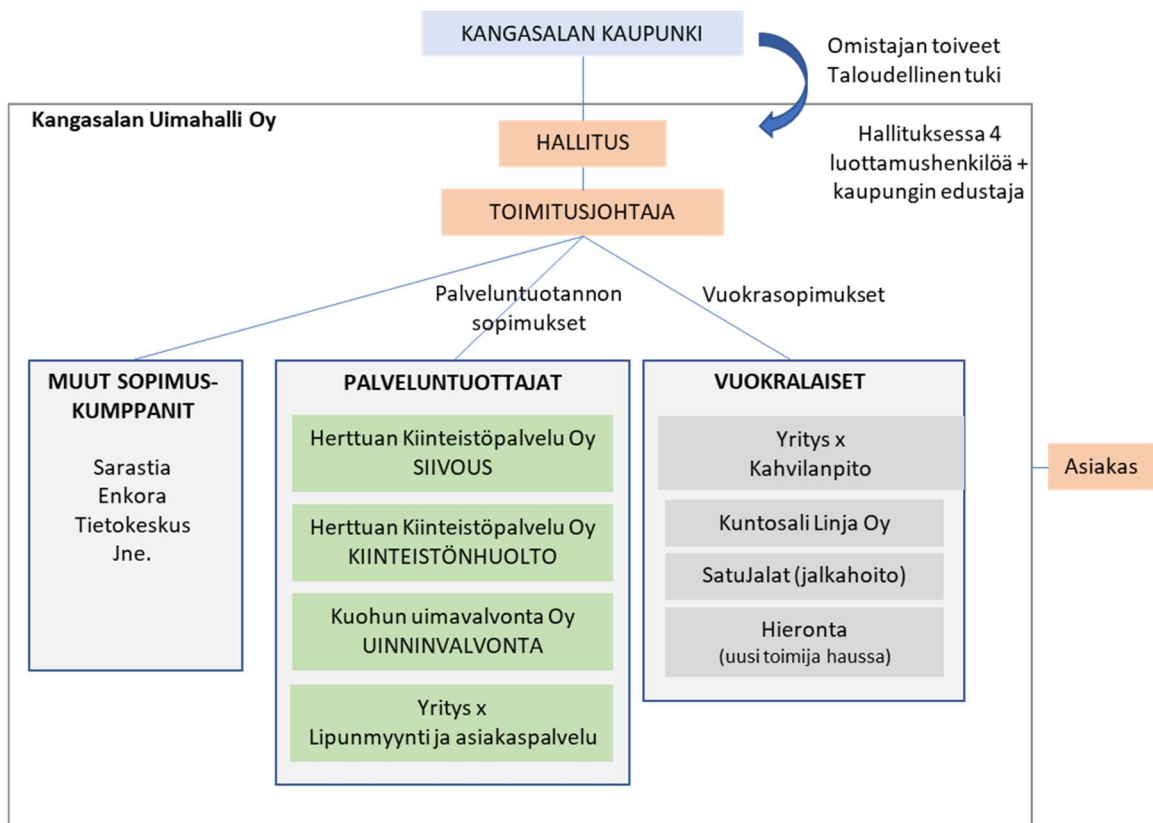 KANGASALAN KAUPUNKI
Omistajan toiveet
Taloudellinen tuki
Kangasalan Uimahalli Oy
HALLITUS
Hallituksessa 4
luottamushenkilöä +
kaupungin edustaja
TOIMITUSJOHTAJA
Palveluntuotannon
sopimukset
Vuokrasopimukset
MUUT SOPIMUS-
KUMPPANIT
Sarastia
Enkora
Tietokeskus
Jne.
PALVELUNTUOTTAJAT
Herttuan Kiinteistöpalvelu Oy
SIIVOUS
Herttuan Kiinteistöpalvelu Oy
KIINTEISTÖNHUOLTO
Kuohun uimavalvonta Oy
UINNINVALVONTA
Yritys x
Lipunmyynti ja asiakaspalvelu
VUOKRALAISET
Yritys x
Kahvilanpito
Kuntosali Linja Oy
SatuJalat (jalkahoito)
Hieronta
(uusi toimija haussa)
Asiakas